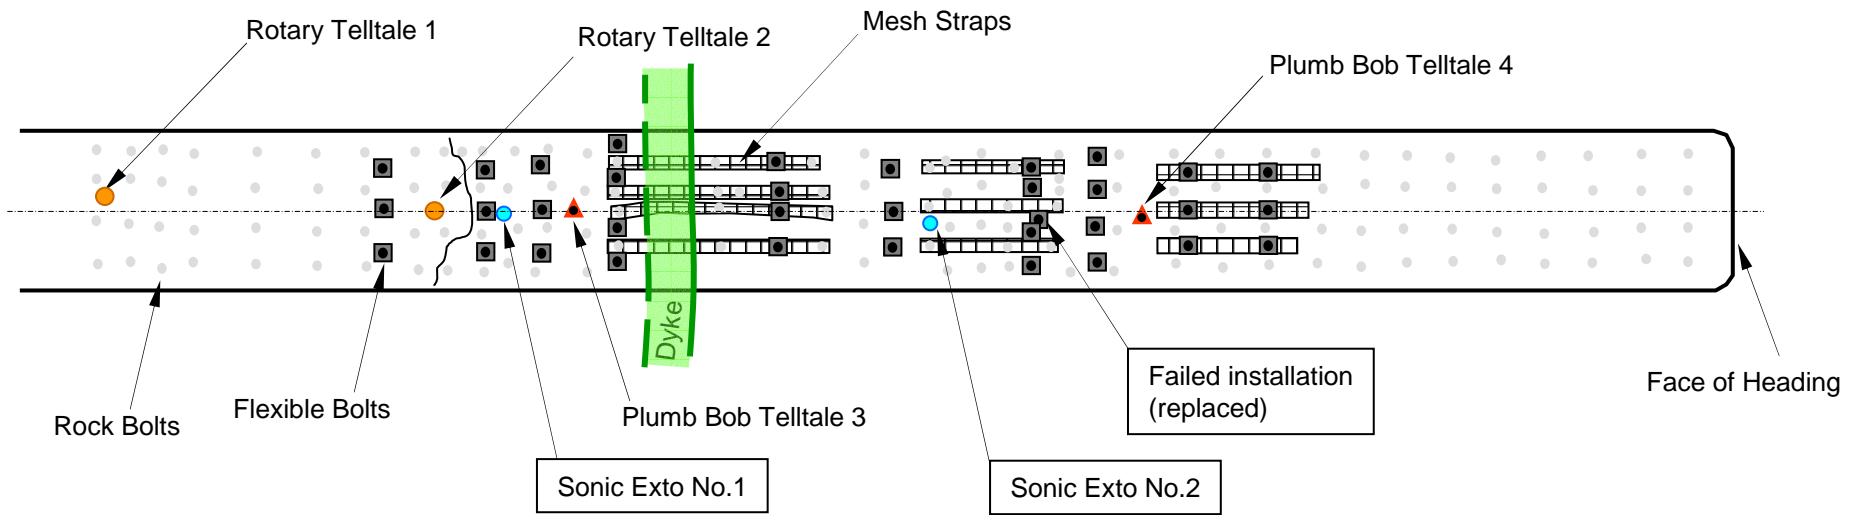 Rotary Telltale 1
Rotary Telltale 2
Mesh Straps
Plumb Bob Telltale 4
Dyke
Rock Bolts
Flexible Bolts
Plumb Bob Telltale 3
Failed installation
(replaced)
Face of Heading
Sonic Exto No.1
Sonic Exto No.2